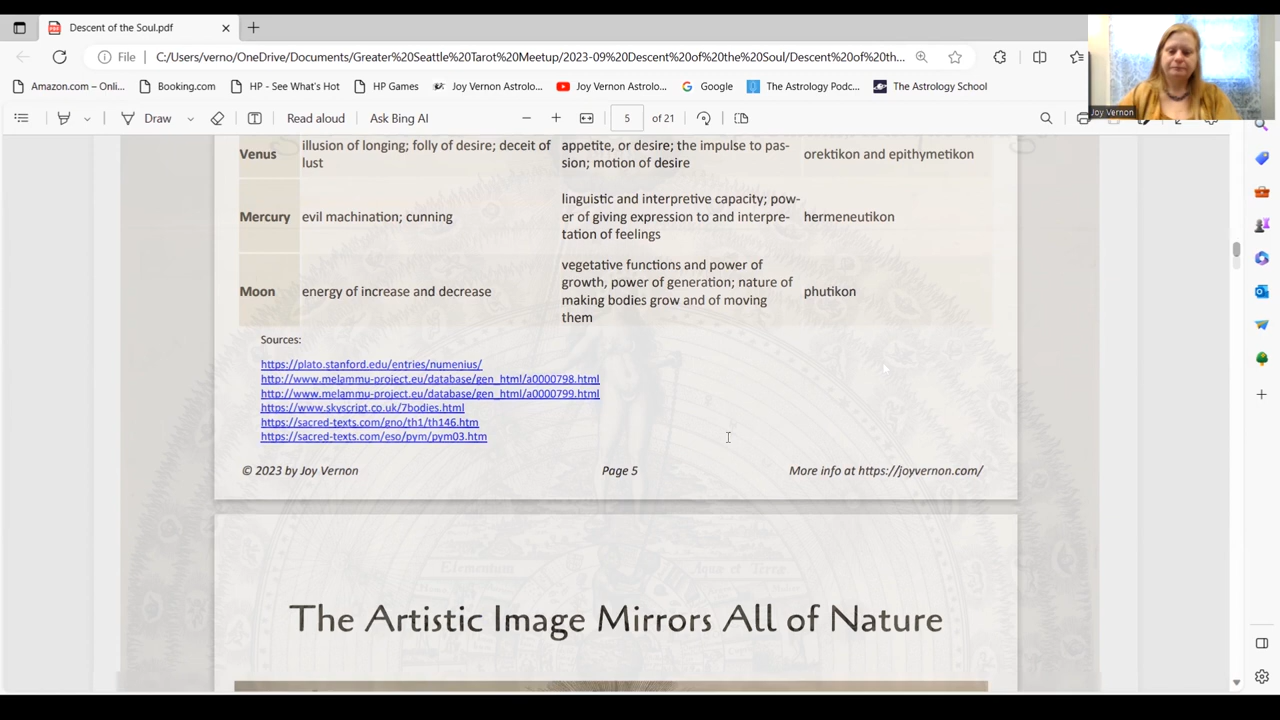 Descent of the Soul.pdf
File C:/Users/verno/OneDrive/Documents/Greater%20Seattle%20Tarot%20Meetup/2023-09%20Descent%20of%20the%20Soul/Descent%20of%20th...
Amazon.com – Onli... Booking.com HP - See What's Hot HP Games Joy Vernon Astrolo... Joy Vernon Astrolo... Google The Astrology Podc... The Astrology School
Joy Vernon
Draw Read aloud Ask Bing AI 5 of 21
Venus
illusion of longing; folly of desire; deceit of
lust
appetite, or desire; the impulse to pas-
sion; motion of desire
orektikon and epithymetikon
Mercury
evil machination; cunning
linguistic and interpretive capacity; pow-
er of giving expression to and interpre-
tation of feelings
hermeneutikon
Moon
energy of increase and decrease
vegetative functions and power of
growth, power of generation; nature of
making bodies grow and of moving
them
phutikon
Sources:
https://plato.stanford.edu/entries/numenius/
http://www.melammu-project.eu/database/gen_html/a0000798.html
http://www.melammu-project.eu/database/gen_html/a0000799.html
https://www.skyscript.co.uk/7bodies.html
https://sacred-texts.com/gno/th1/th146.htm
https://sacred-texts.com/eso/pym/pym03.htm
© 2023 by Joy Vernon Page 5 More info at https://joyvernon.com/
The Artistic Image Mirrors All of Nature